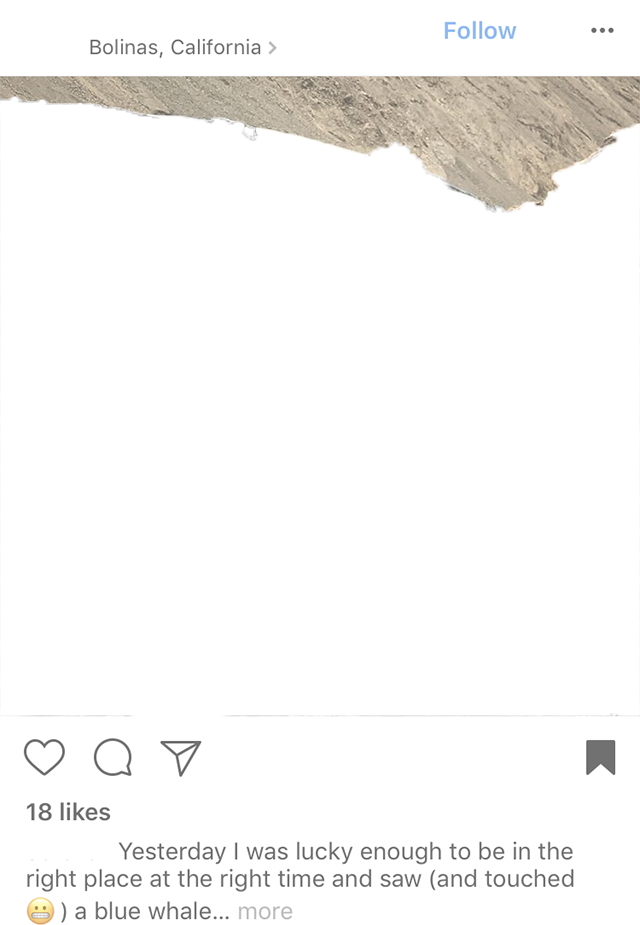 Bolinas, California >
Follow
18 likes
Yesterday I was lucky enough to be in the
right place at the right time and saw (and touched
😬) a blue whale... more